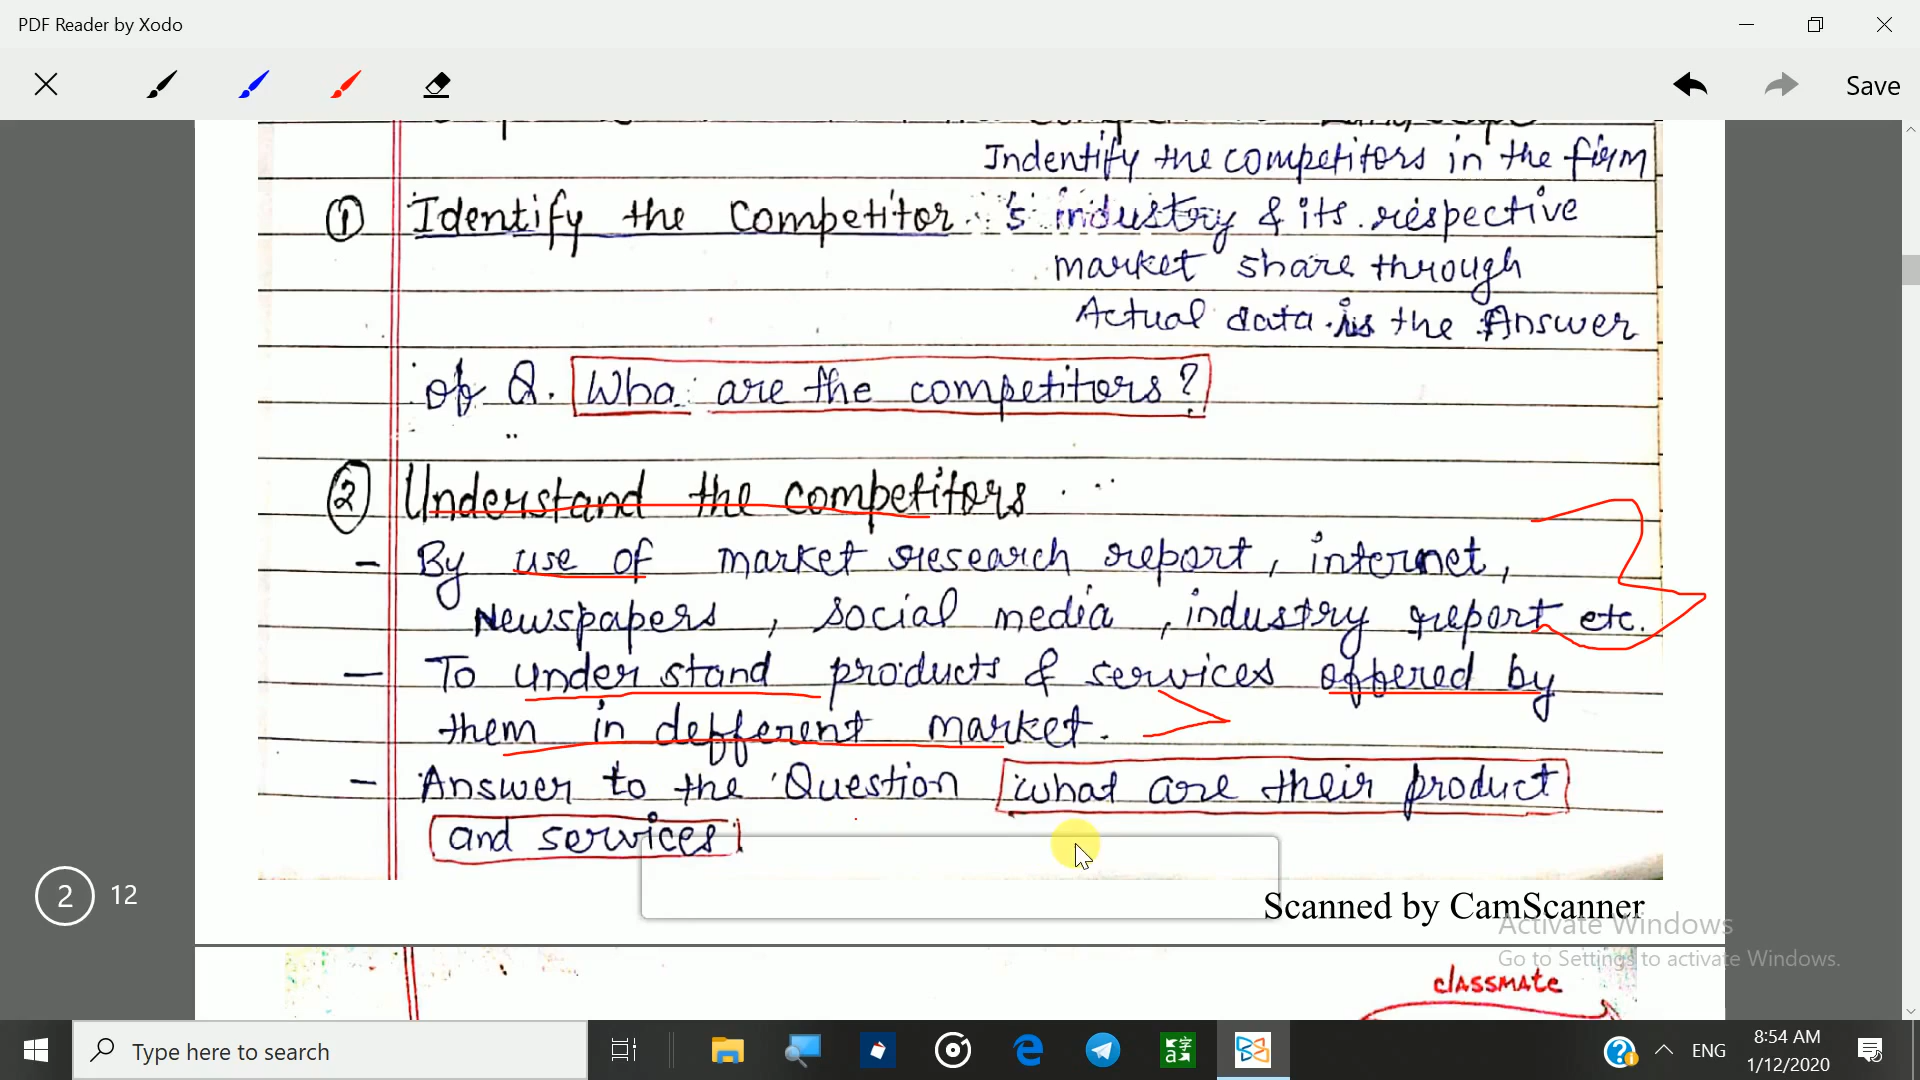 PDF Reader by Xodo
Save
Indentify the competitors in the firm
① Identify the Competitor 's industry & its respective
market share through
Actual data is the Answer
of Q. Who are the competitors?
② Understand the competitors
- By use of market research report, internet,
Newspapers, social media, industry report etc.
- To understand products & services offered by
them in defferent market.
- Answer to the Question what are their product
and services
2 12
Scanned by CamScanner
Activate Windows
Go to Settings to activate Windows.
classmate
Type here to search
ENG
8:54 AM
1/12/2020